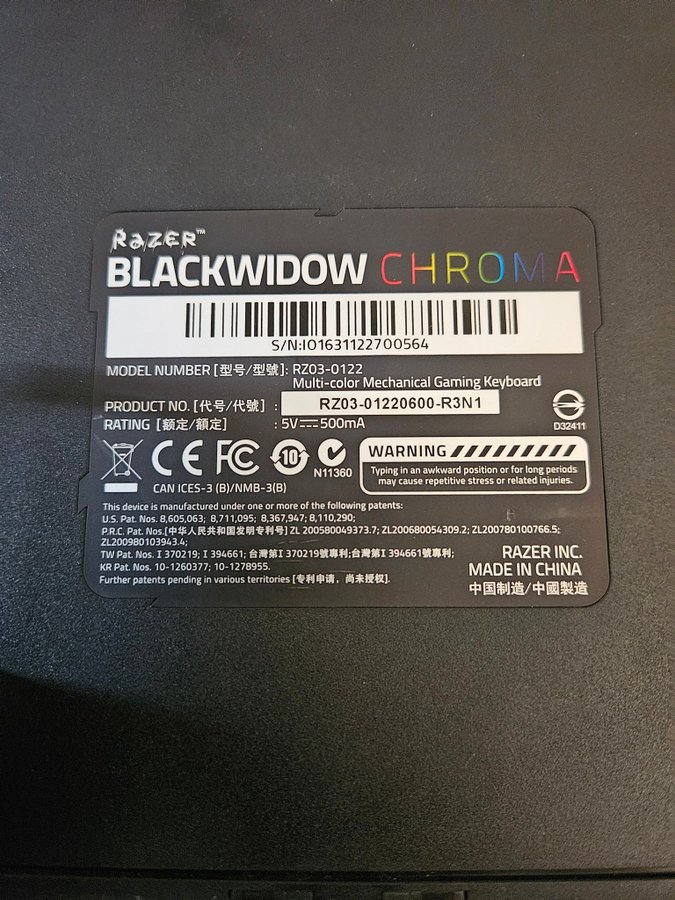 RAZER™
BLACKWIDOW CHROMA
S/N:IO1631122700564
MODEL NUMBER [型号/型號]: RZ03-0122
Multi-color Mechanical Gaming Keyboard
PRODUCT NO. [代号/代號] : RZ03-01220600-R3N1
RATING [额定/額定] : 5V⎓500mA
D32411
CE FC 10 N11360
CAN ICES-3 (B)/NMB-3(B)
WARNING
Typing in an awkward position or for long periods
may cause repetitive stress or related injuries.
This device is manufactured under one or more of the following patents:
U.S. Pat. Nos. 8,605,063; 8,711,095; 8,367,947; 8,110,290;
P.R.C. Pat. Nos.[中华人民共和国发明专利号] ZL 200580049373.7; ZL200680054309.2; ZL200780100766.5;
ZL200980103943.4;
TW Pat. Nos. I 370219; I 394661; 台灣第I 370219號專利; 台灣第I 394661號專利;
KR Pat. Nos. 10-1260377; 10-1278955.
Further patents pending in various territories [专利申请，尚未授权].
RAZER INC.
MADE IN CHINA
中国制造/中國製造